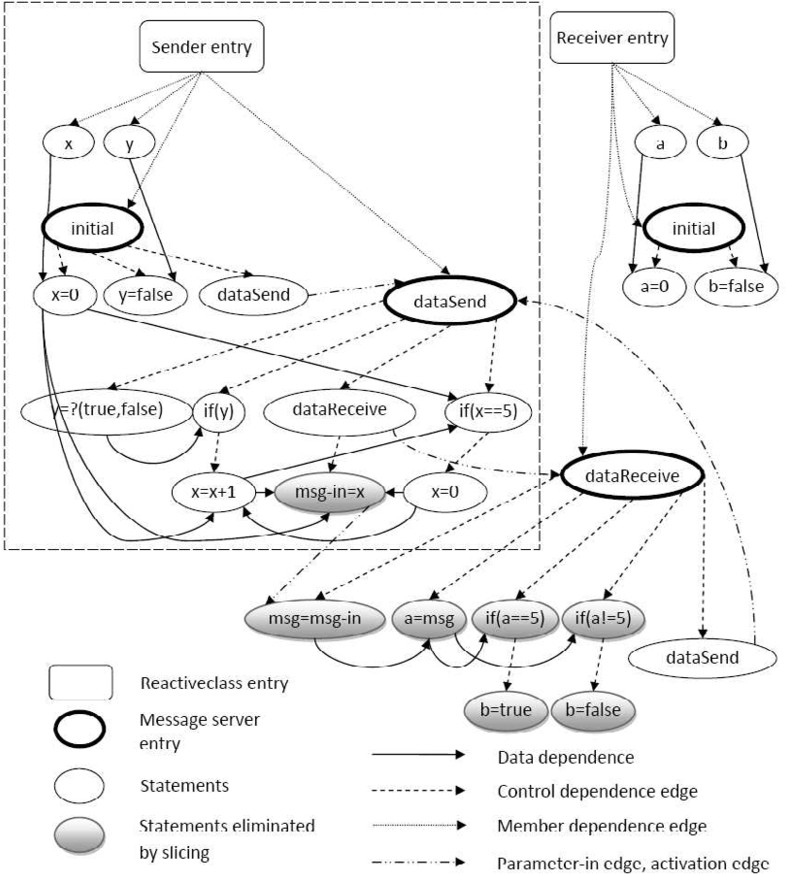 Sender entry
Receiver entry
x
y
a
b
initial
initial
x=0
y=false
dataSend
dataSend
a=0
b=false
y=?(true,false)
if(y)
dataReceive
if(x==5)
x=x+1
msg-in=x
x=0
dataReceive
msg=msg-in
a=msg
if(a==5)
if(a!=5)
dataSend
b=true
b=false
Reactiveclass entry
Message server
entry
Statements
Statements eliminated
by slicing
Data dependence
Control dependence edge
Member dependence edge
Parameter-in edge, activation edge